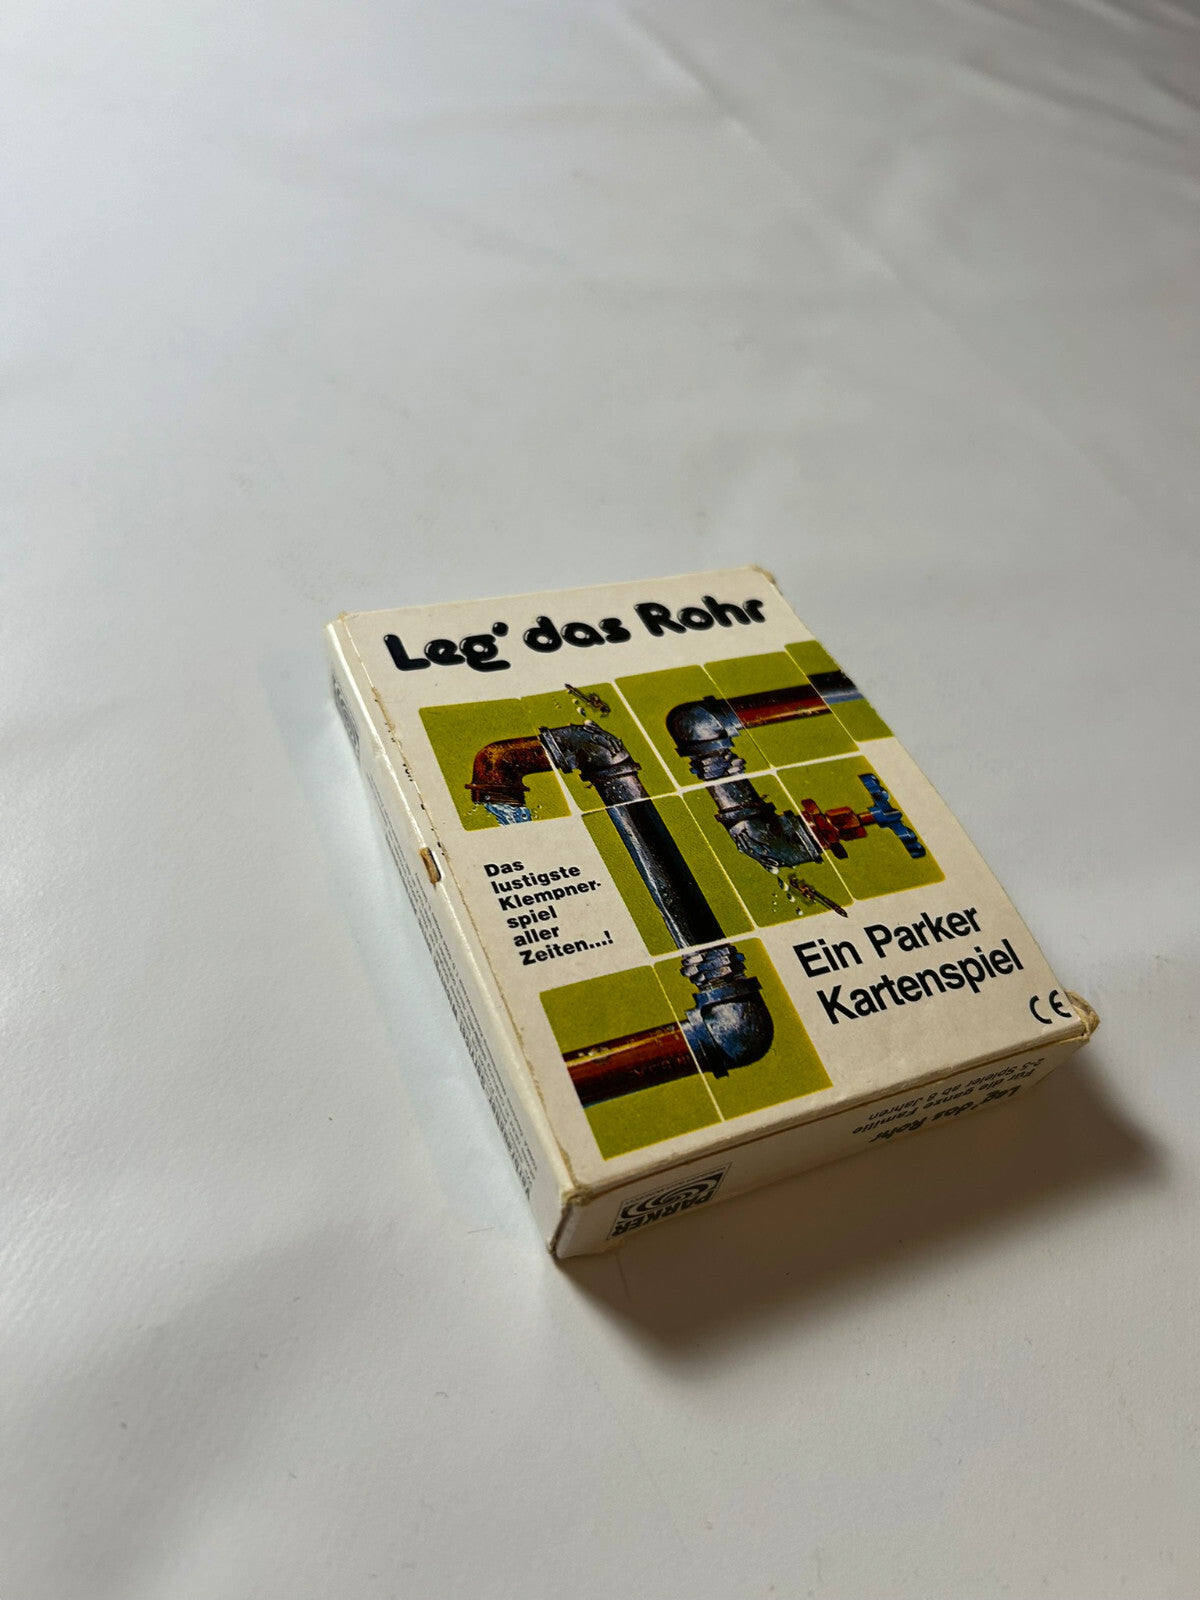 Leg' das Rohr
Das
lustigste
Klempner-
spiel
aller
Zeiten...!
Ein Parker
Kartenspiel
CE
Leg' das Rohr
Für die ganze Familie
2-5 Spieler ab 8 Jahren
PARKER